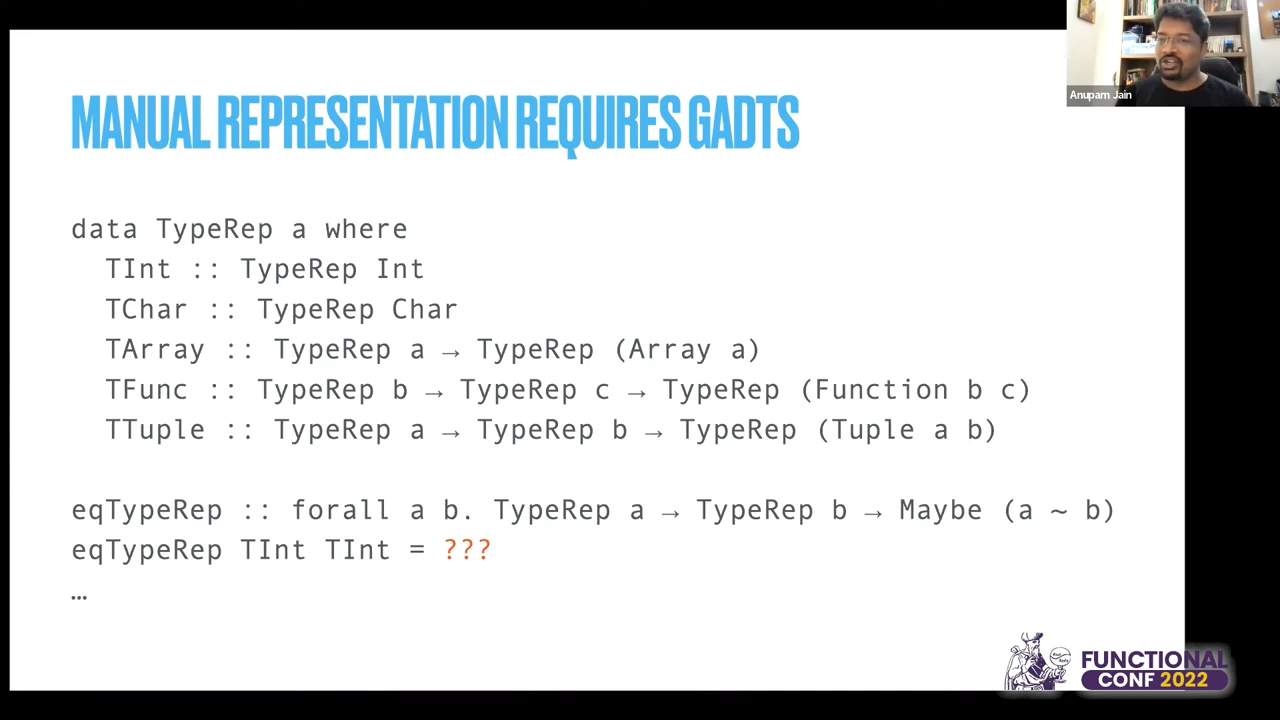 Anupam Jain
MANUAL REPRESENTATION REQUIRES GADTS
data TypeRep a where
TInt :: TypeRep Int
TChar :: TypeRep Char
TArray :: TypeRep a → TypeRep (Array a)
TFunc :: TypeRep b → TypeRep c → TypeRep (Function b c)
TTuple :: TypeRep a → TypeRep b → TypeRep (Tuple a b)
eqTypeRep :: forall a b. TypeRep a → TypeRep b → Maybe (a ~ b)
eqTypeRep TInt TInt = ???
…
FUNCTIONAL
CONF 2022